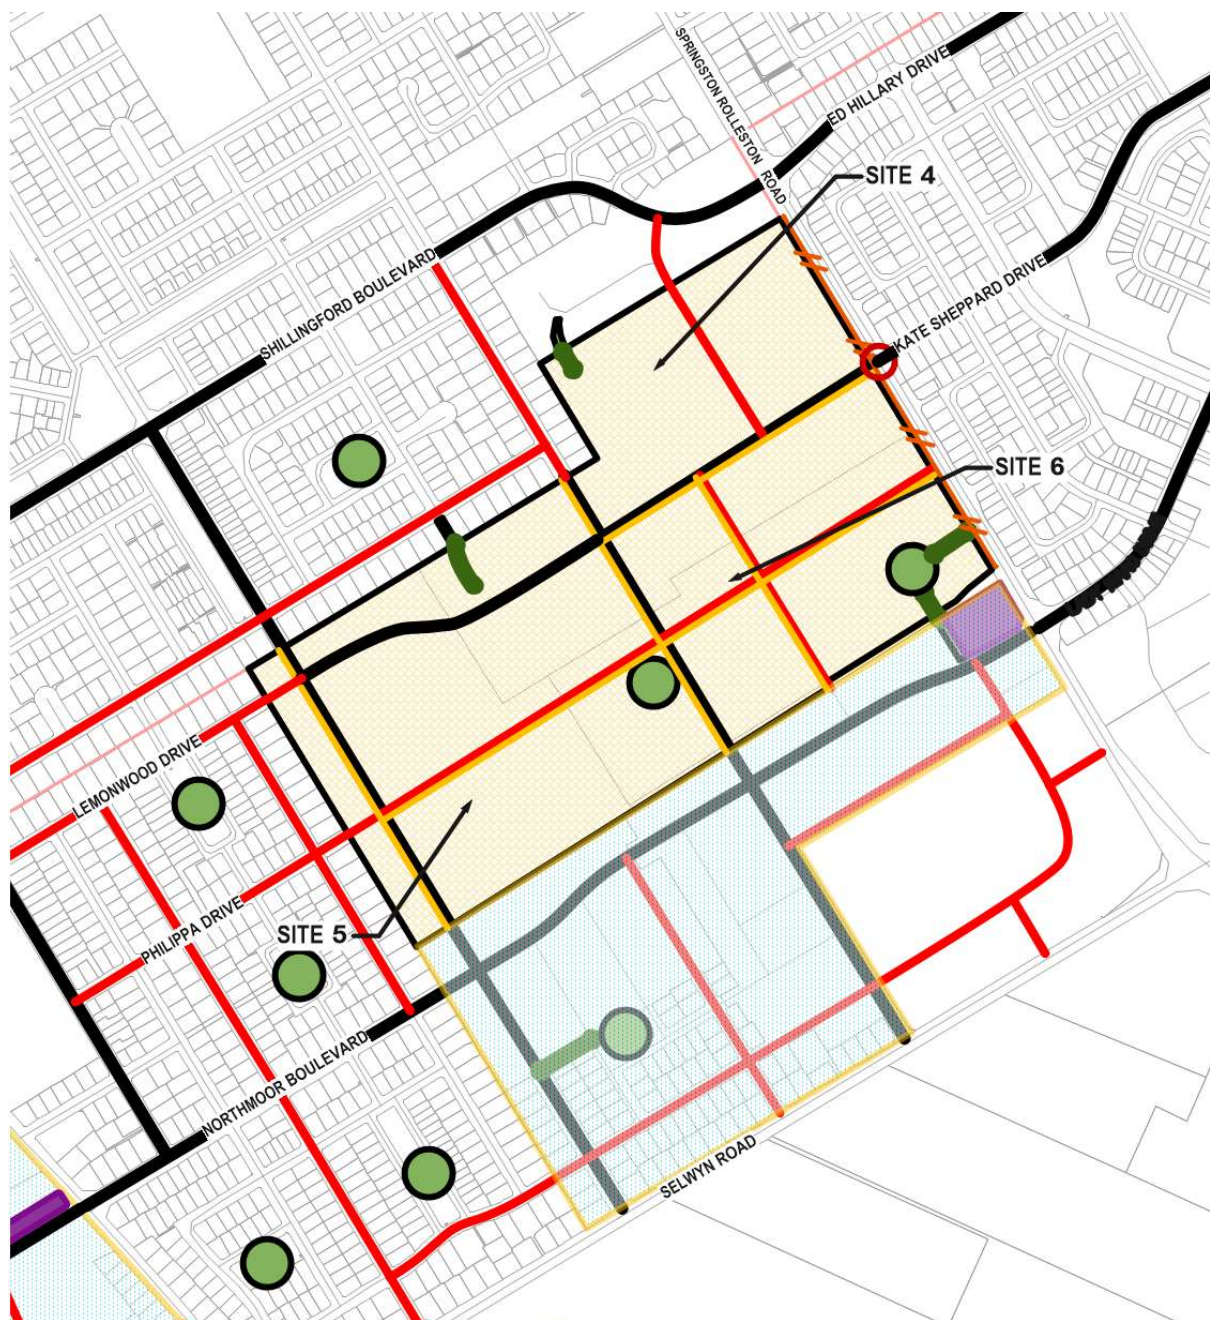 SPRINGSTON ROLLESTON ROAD
ED HILLARY DRIVE
SITE 4
SHILLINGFORD BOULEVARD
KATE SHEPPARD DRIVE
SITE 6
LEMONWOOD DRIVE
PHILIPPA DRIVE
SITE 5
NORTHMOOR BOULEVARD
SELWYN ROAD